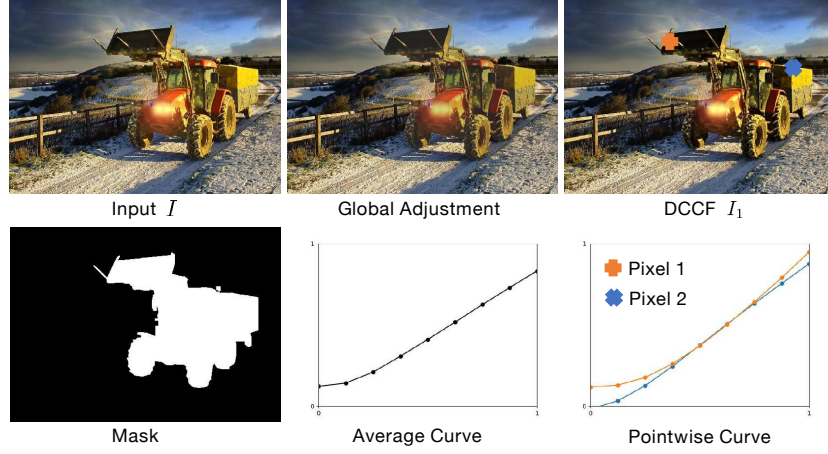 Input I
Global Adjustment
DCCF I₁
Mask
1
0
0
1
Average Curve
1
0
0
1
Pixel 1
Pixel 2
Pointwise Curve